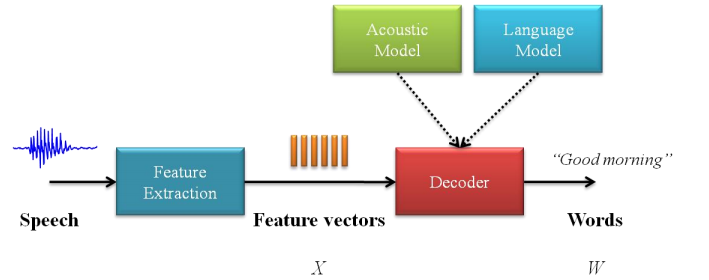 Acoustic
Model
Language
Model
Feature
Extraction
Decoder
“Good morning”
Speech
Feature vectors
Words
X
W